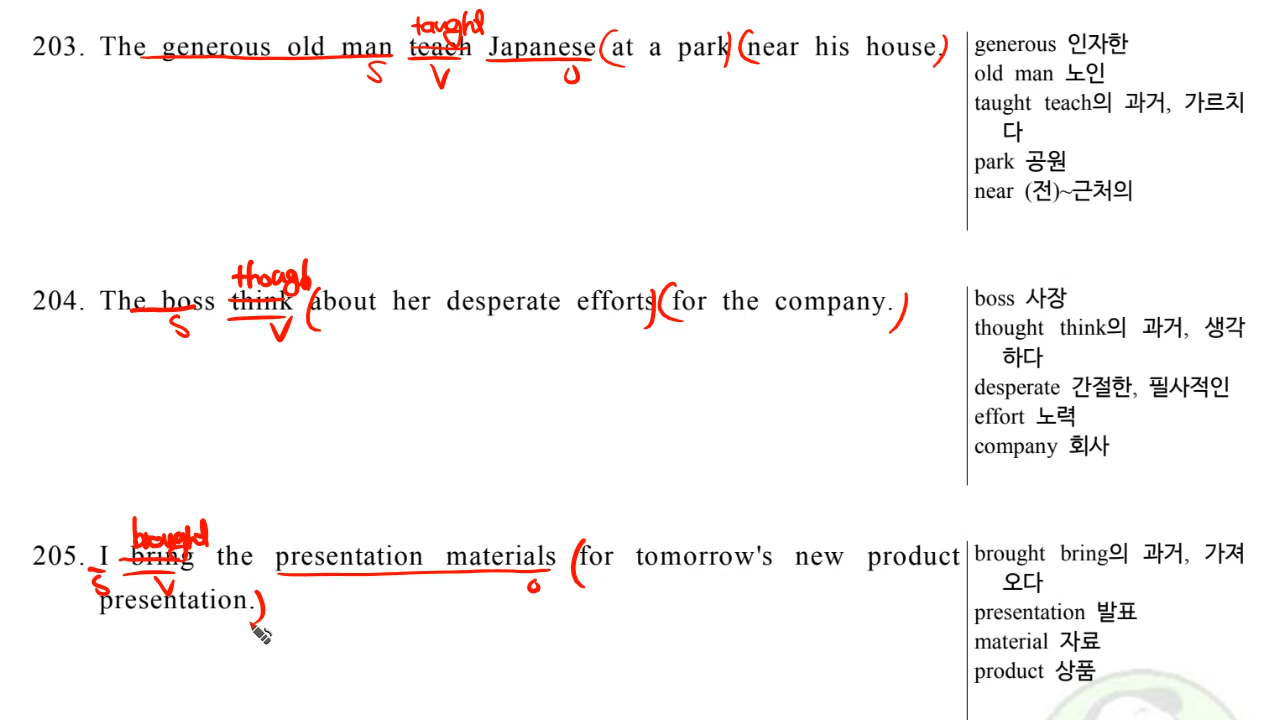 taught
203. The generous old man teach Japanese (at a park) (near his house.)
S V O
generous 인자한
old man 노인
taught teach의 과거, 가르치
다
park 공원
near (전)~근처의
though
204. The boss think (about her desperate efforts) (for the company.)
S V
boss 사장
thought think의 과거, 생각
하다
desperate 간절한, 필사적인
effort 노력
company 회사
brought
205. I bring the presentation materials (for tomorrow's new product
S V O
presentation.)
brought bring의 과거, 가져
오다
presentation 발표
material 자료
product 상품